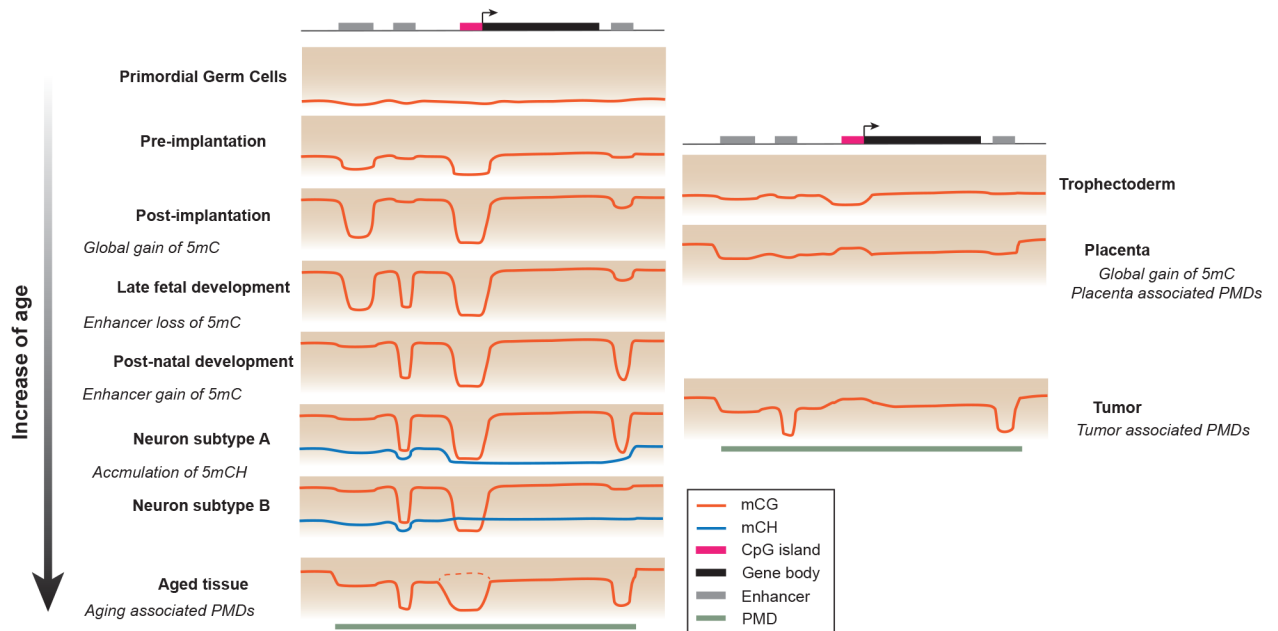 Increase of age
Primordial Germ Cells
Pre-implantation
Post-implantation
Global gain of 5mC
Late fetal development
Enhancer loss of 5mC
Post-natal development
Enhancer gain of 5mC
Neuron subtype A
Accmulation of 5mCH
Neuron subtype B
Aged tissue
Aging associated PMDs
Trophectoderm
Placenta
Global gain of 5mC
Placenta associated PMDs
Tumor
Tumor associated PMDs
mCG
mCH
CpG island
Gene body
Enhancer
PMD